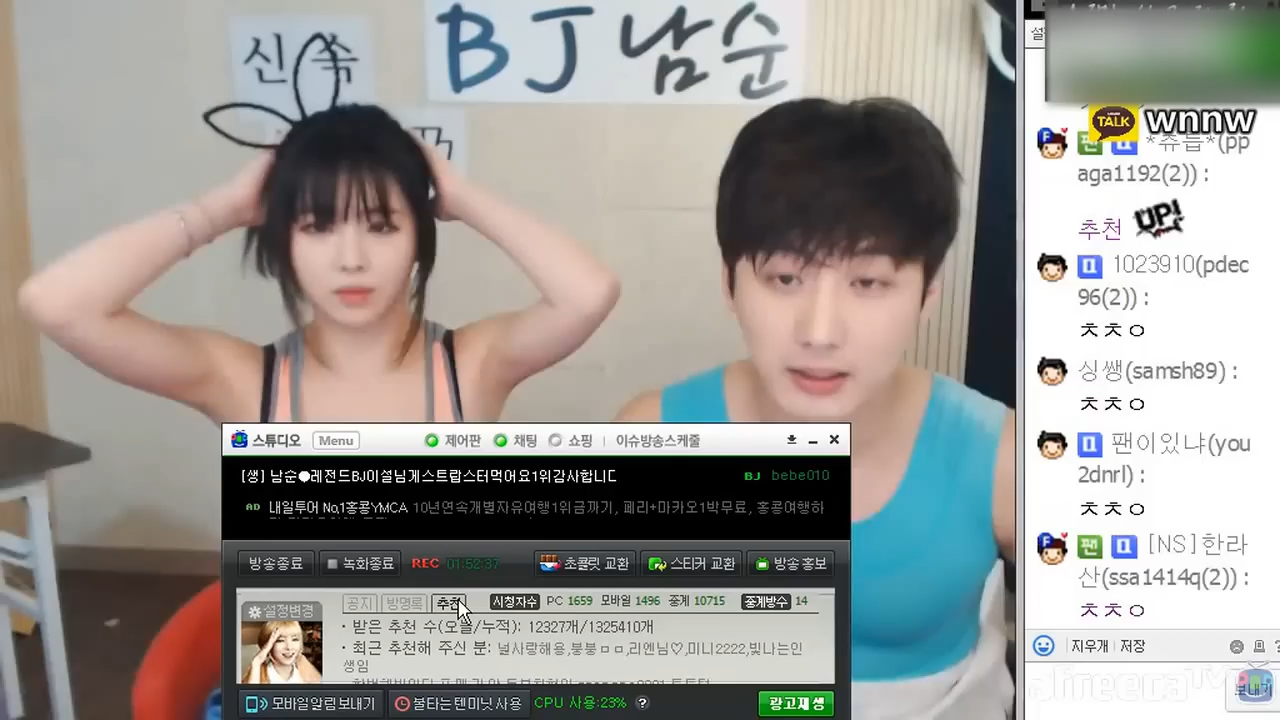 신쏙
BJ 남순
TALK wnnw
팬 *츄듭*(pp
aga1192(2)) :
추천 UP!
1023910(pdec
96(2)) :
ㅊㅊㅇ
싱쌩(samsh89) :
ㅊㅊㅇ
팬이있냐(you
2dnrl) :
ㅊㅊㅇ
팬 [NS]한라
산(ssa1414q(2)) :
ㅊㅊㅇ
지우개 저장
보내기
스튜디오 Menu 제어판 채팅 쇼핑 | 이슈방송스케줄
[생] 남순●레전드BJ이설님게스트랍스터먹어요1위감사합니다 BJ bebe010
AD 내일투어 No.1홍콩YMCA 10년연속개별자유여행1위금까기, 페리+마카오1박무료, 홍콩여행하
방송종료 녹화종료 REC 01:52:37 초콜릿 교환 스티커 교환 방송 홍보
설정변경 공지 방명록 추천 시청자수 PC 1659 모바일 1496 중계 10715 중계방수 14
· 받은 추천 수(오늘/누적): 12327개/1325410개
· 최근 추천해 주신 분: 널사랑해용,붕붕ㅁㅁ,리엔님♡,미니2222,빛나는인
생임
모바일알림보내기 불타는텐미닛사용 CPU 사용:23% ? 광고재생
afreecaTV